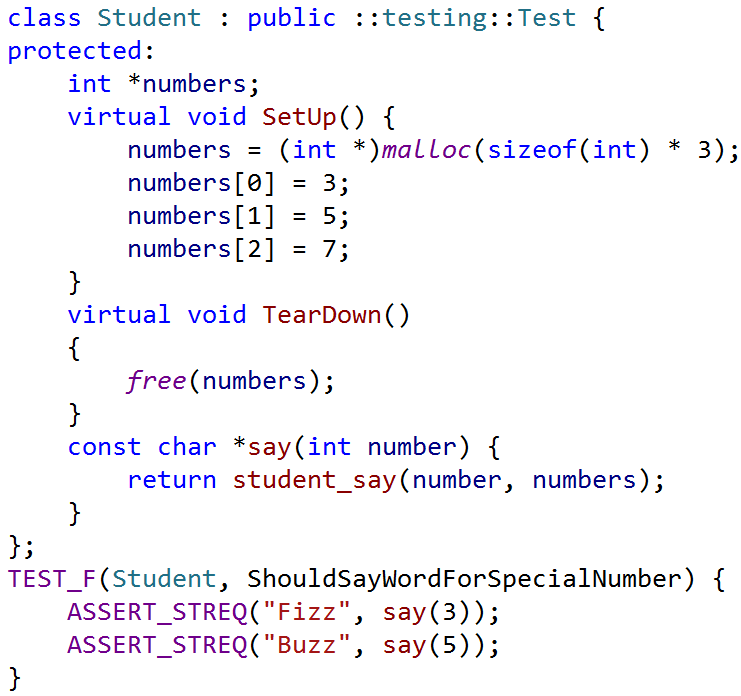 class Student : public ::testing::Test {
protected:
    int *numbers;
    virtual void SetUp() {
        numbers = (int *)malloc(sizeof(int) * 3);
        numbers[0] = 3;
        numbers[1] = 5;
        numbers[2] = 7;
    }
    virtual void TearDown()
    {
        free(numbers);
    }
    const char *say(int number) {
        return student_say(number, numbers);
    }
};
TEST_F(Student, ShouldSayWordForSpecialNumber) {
    ASSERT_STREQ("Fizz", say(3));
    ASSERT_STREQ("Buzz", say(5));
}